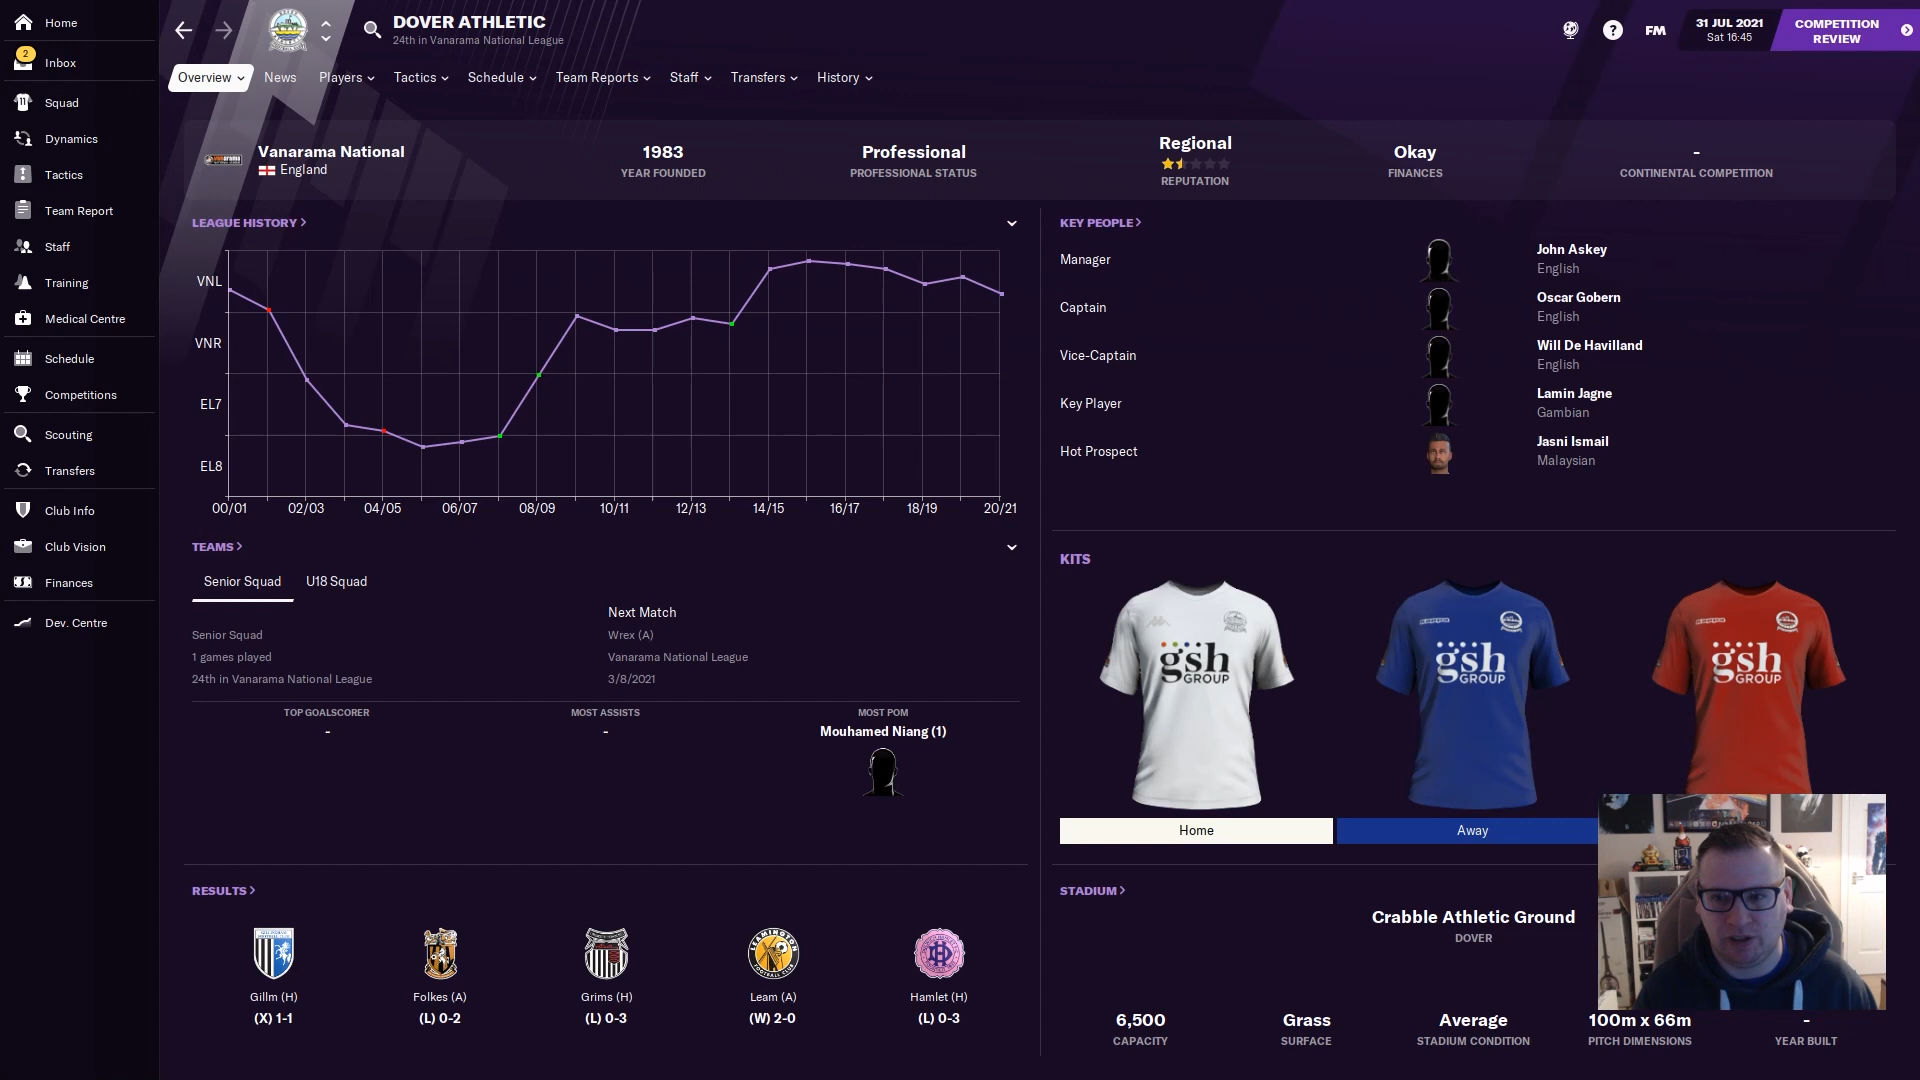 Home
2
Inbox
Squad
Dynamics
Tactics
Team Report
Staff
Training
Medical Centre
Schedule
Competitions
Scouting
Transfers
Club Info
Club Vision
Finances
Dev. Centre
DOVER ATHLETIC
24th in Vanarama National League
FM
31 JUL 2021
Sat 16:45
COMPETITION
REVIEW
Overview News Players Tactics Schedule Team Reports Staff Transfers History
Vanarama National
England
1983
YEAR FOUNDED
Professional
PROFESSIONAL STATUS
Regional
REPUTATION
Okay
FINANCES
-
CONTINENTAL COMPETITION
LEAGUE HISTORY
VNL
VNR
EL7
EL8
00/01 02/03 04/05 06/07 08/09 10/11 12/13 14/15 16/17 18/19 20/21
KEY PEOPLE
Manager
John Askey
English
Captain
Oscar Gobern
English
Vice-Captain
Will De Havilland
English
Key Player
Lamin Jagne
Gambian
Hot Prospect
Jasni Ismail
Malaysian
TEAMS
Senior Squad U18 Squad
Senior Squad
1 games played
24th in Vanarama National League
Next Match
Wrex (A)
Vanarama National League
3/8/2021
TOP GOALSCORER
-
MOST ASSISTS
-
MOST POM
Mouhamed Niang (1)
KITS
gsh
GROUP
Kappa
gsh
GROUP
Kappa
gsh
GROUP
Home
Away
RESULTS
Gillm (H)
(X) 1-1
Folkes (A)
(L) 0-2
Grims (H)
(L) 0-3
LEAMINGTON
FOOTBALL CLUB
Leam (A)
(W) 2-0
Hamlet (H)
(L) 0-3
STADIUM
Crabble Athletic Ground
DOVER
6,500
CAPACITY
Grass
SURFACE
Average
STADIUM CONDITION
100m x 66m
PITCH DIMENSIONS
-
YEAR BUILT